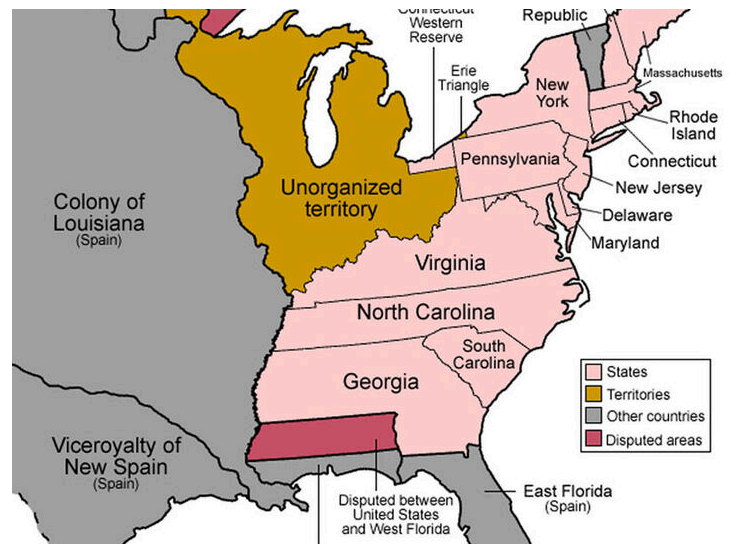 Connecticut
Western
Reserve
Republic
Erie
Triangle
Massachusetts
New
York
Rhode
Island
Pennsylvania
Connecticut
Unorganized
territory
New Jersey
Colony of
Louisiana
(Spain)
Delaware
Maryland
Virginia
North Carolina
South
Carolina
Georgia
States
Territories
Other countries
Disputed areas
Viceroyalty of
New Spain
(Spain)
Disputed between
United States
and West Florida
East Florida
(Spain)